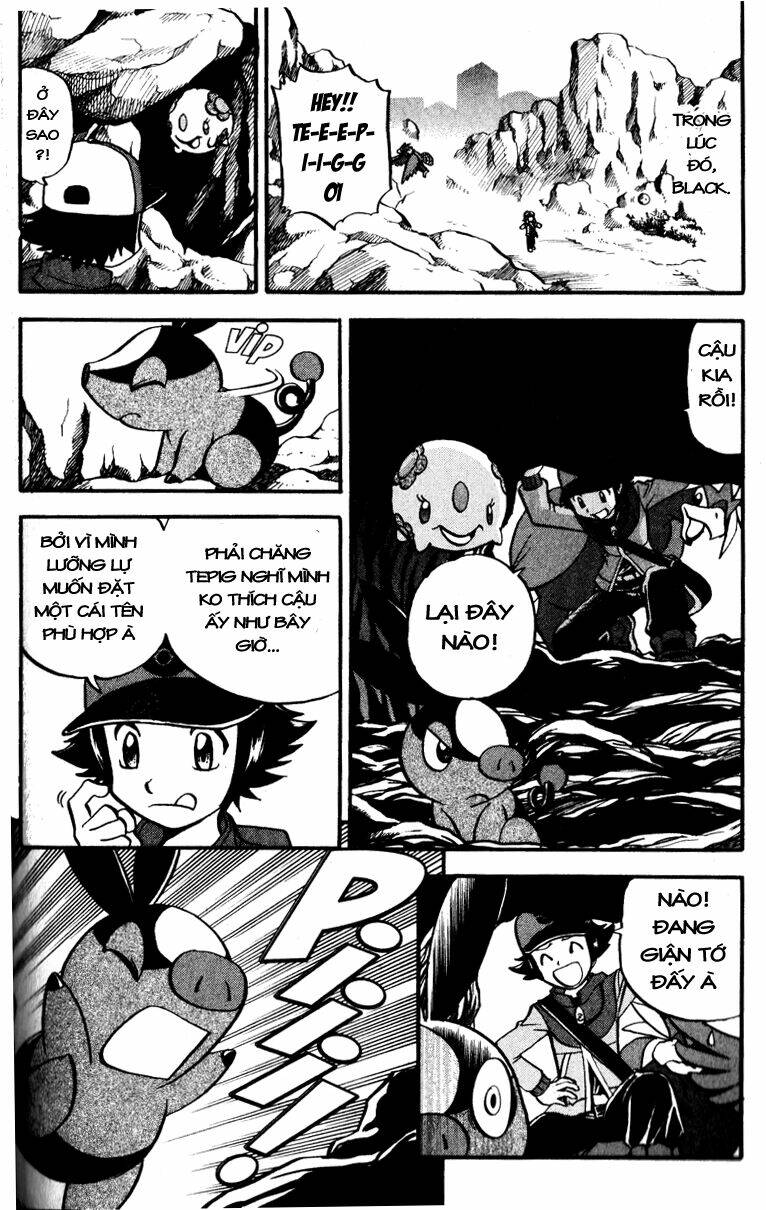 TRONG
LÚC
ĐÓ,
BLACK.
HEY!!
TE-E-E-P-
I-I-G-G
ƠI
Ở
ĐÂY
SAO
?!
CẬU
KIA
RỒI!
LẠI ĐÂY
NÀO!
VIP
PHẢI CHĂNG
TEPIG NGHĨ MÌNH
KO THÍCH CẬU
ẤY NHƯ BÂY
GIỜ...
BỞI VÌ MÌNH
LƯỠNG LỰ
MUỐN ĐẶT
MỘT CÁI TÊN
PHÙ HỢP À
NÀO!
ĐANG
GIẬN TỚ
ĐẤY À
P...i...i...i...i...!